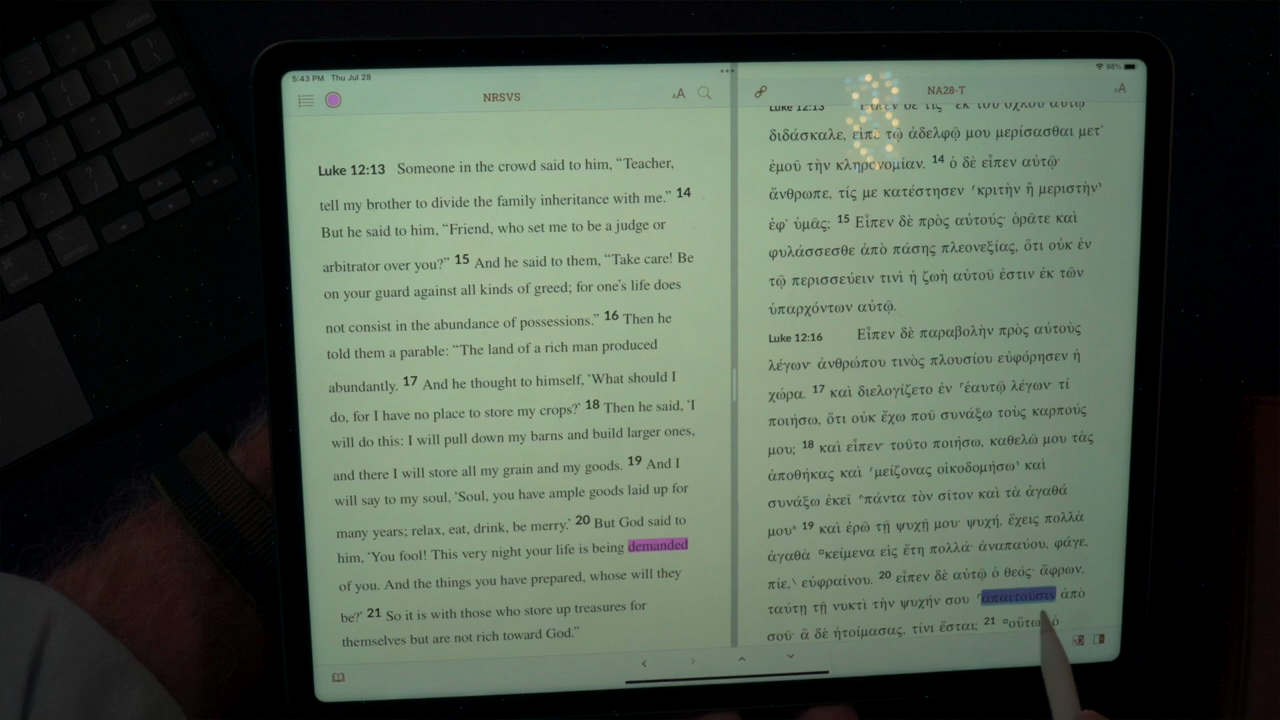 5:43 PM Thu Jul 28
98%
NRSVS
AA
NA28-T
AA
Luke 12:13 Someone in the crowd said to him, “Teacher,
tell my brother to divide the family inheritance with me.” 14
But he said to him, “Friend, who set me to be a judge or
arbitrator over you?” 15 And he said to them, “Take care! Be
on your guard against all kinds of greed; for one’s life does
not consist in the abundance of possessions.” 16 Then he
told them a parable: “The land of a rich man produced
abundantly. 17 And he thought to himself, ‘What should I
do, for I have no place to store my crops?’ 18 Then he said, ‘I
will do this: I will pull down my barns and build larger ones,
and there I will store all my grain and my goods. 19 And I
will say to my soul, ‘Soul, you have ample goods laid up for
many years; relax, eat, drink, be merry.’ 20 But God said to
him, ‘You fool! This very night your life is being demanded
of you. And the things you have prepared, whose will they
be?’ 21 So it is with those who store up treasures for
themselves but are not rich toward God.”
Luke 12:13 Εἶπεν δέ τις ἐκ τοῦ ὄχλου αὐτῷ·
διδάσκαλε, εἰπὲ τῷ ἀδελφῷ μου μερίσασθαι μετ᾽
ἐμοῦ τὴν κληρονομίαν. 14 ὁ δὲ εἶπεν αὐτῷ·
ἄνθρωπε, τίς με κατέστησεν ⸂κριτὴν ἢ μεριστὴν⸃
ἐφ᾽ ὑμᾶς; 15 Εἶπεν δὲ πρὸς αὐτούς· ὁρᾶτε καὶ
φυλάσσεσθε ἀπὸ πάσης πλεονεξίας, ὅτι οὐκ ἐν
τῷ περισσεύειν τινὶ ἡ ζωὴ αὐτοῦ ἐστιν ἐκ τῶν
ὑπαρχόντων αὐτῷ.
Luke 12:16 Εἶπεν δὲ παραβολὴν πρὸς αὐτοὺς
λέγων· ἀνθρώπου τινὸς πλουσίου εὐφόρησεν ἡ
χώρα. 17 καὶ διελογίζετο ἐν ⸀ἑαυτῷ λέγων· τί
ποιήσω, ὅτι οὐκ ἔχω ποῦ συνάξω τοὺς καρπούς
μου; 18 καὶ εἶπεν· τοῦτο ποιήσω, καθελῶ μου τὰς
ἀποθήκας καὶ ⸂μείζονας οἰκοδομήσω⸃ καὶ
συνάξω ἐκεῖ ⸄πάντα τὸν σῖτον καὶ τὰ ἀγαθά
μου⸅ 19 καὶ ἐρῶ τῇ ψυχῇ μου· ψυχή, ἔχεις πολλὰ
ἀγαθὰ ⸋κείμενα εἰς ἔτη πολλά· ἀναπαύου, φάγε,
πίε,⸌ εὐφραίνου. 20 εἶπεν δὲ αὐτῷ ὁ θεός· ἄφρων,
ταύτῃ τῇ νυκτὶ τὴν ψυχήν σου ⸀ἀπαιτοῦσιν ἀπὸ
σοῦ· ἃ δὲ ἡτοίμασας, τίνι ἔσται; 21 ⸋οὕτως ὁ